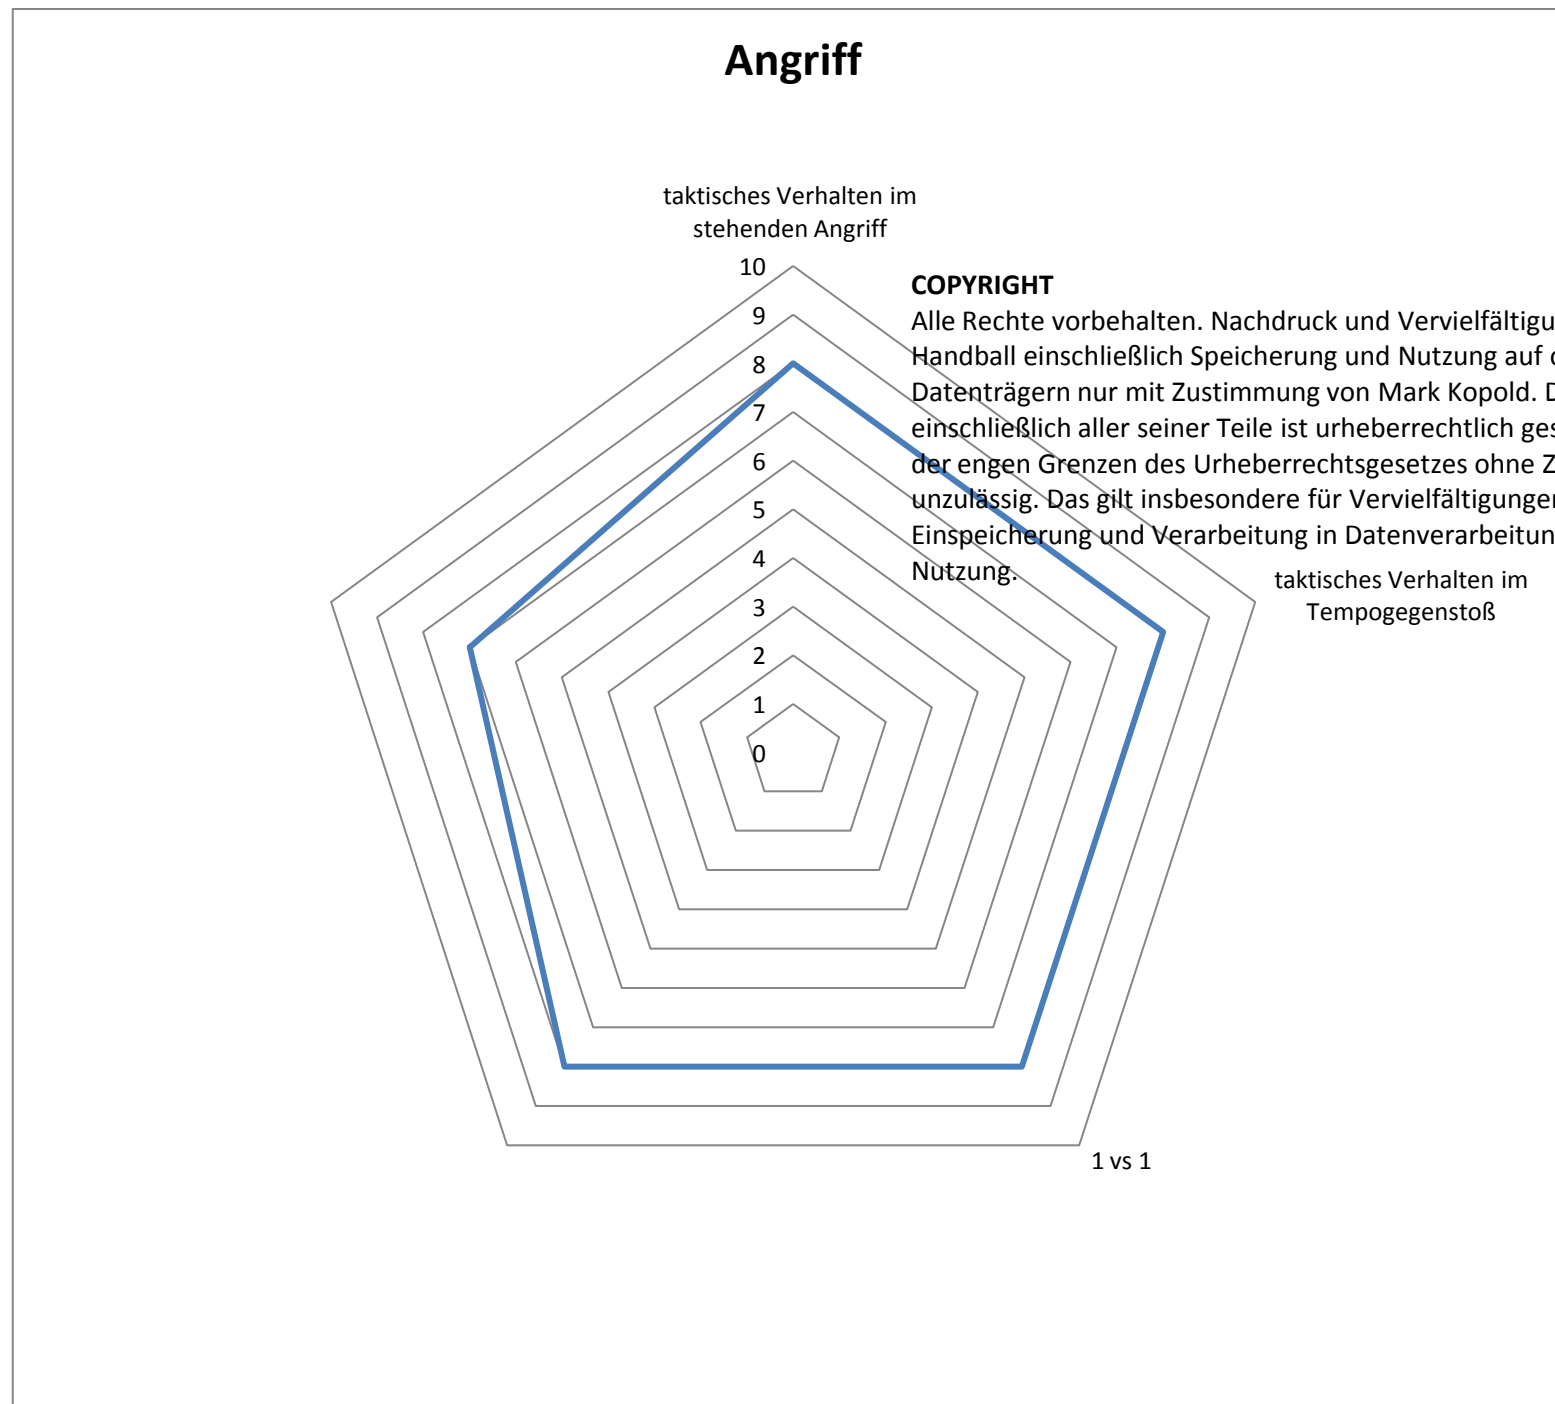 Angriff
taktisches Verhalten im
stehenden Angriff
10
9
8
7
6
5
4
3
2
1
0
COPYRIGHT
Alle Rechte vorbehalten. Nachdruck und Vervielfältigu
Handball einschließlich Speicherung und Nutzung auf
Datenträgern nur mit Zustimmung von Mark Kopold. D
einschließlich aller seiner Teile ist urheberrechtlich ges
der engen Grenzen des Urheberrechtsgesetzes ohne Z
unzulässig. Das gilt insbesondere für Vervielfältigungen
Einspeicherung und Verarbeitung in Datenverarbeitun
Nutzung.
taktisches Verhalten im
Tempogegenstoß
1 vs 1